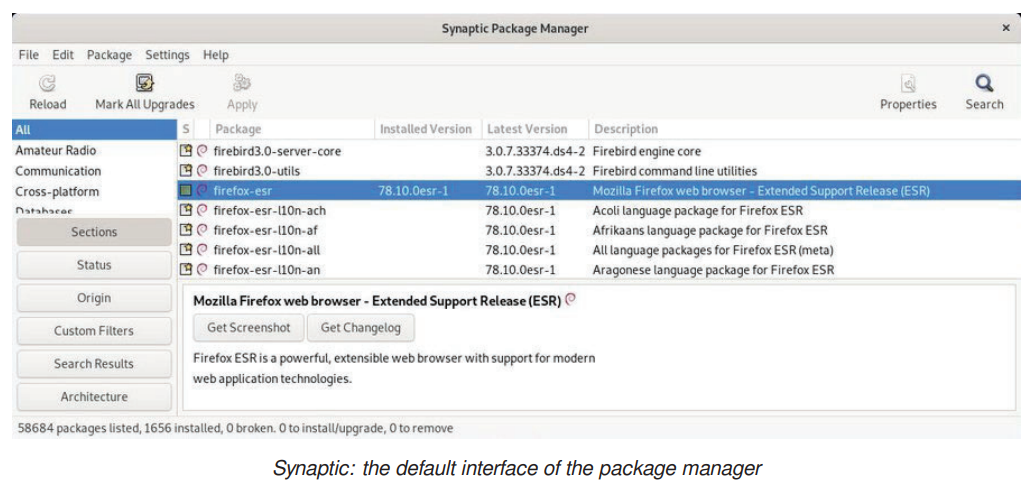 Synaptic Package Manager ×
File Edit Package Settings Help
Reload Mark All Upgrades Apply Properties Search
All
Amateur Radio
Communication
Cross-platform
Databases
Sections
Status
Origin
Custom Filters
Search Results
Architecture
S Package Installed Version Latest Version Description
firebird3.0-server-core 3.0.7.33374.ds4-2 Firebird engine core
firebird3.0-utils 3.0.7.33374.ds4-2 Firebird command line utilities
firefox-esr 78.10.0esr-1 78.10.0esr-1 Mozilla Firefox web browser - Extended Support Release (ESR)
firefox-esr-l10n-ach 78.10.0esr-1 Acoli language package for Firefox ESR
firefox-esr-l10n-af 78.10.0esr-1 Afrikaans language package for Firefox ESR
firefox-esr-l10n-all 78.10.0esr-1 All language packages for Firefox ESR (meta)
firefox-esr-l10n-an 78.10.0esr-1 Aragonese language package for Firefox ESR
Mozilla Firefox web browser - Extended Support Release (ESR)
Get Screenshot Get Changelog
Firefox ESR is a powerful, extensible web browser with support for modern
web application technologies.
58684 packages listed, 1656 installed, 0 broken. 0 to install/upgrade, 0 to remove
Synaptic: the default interface of the package manager